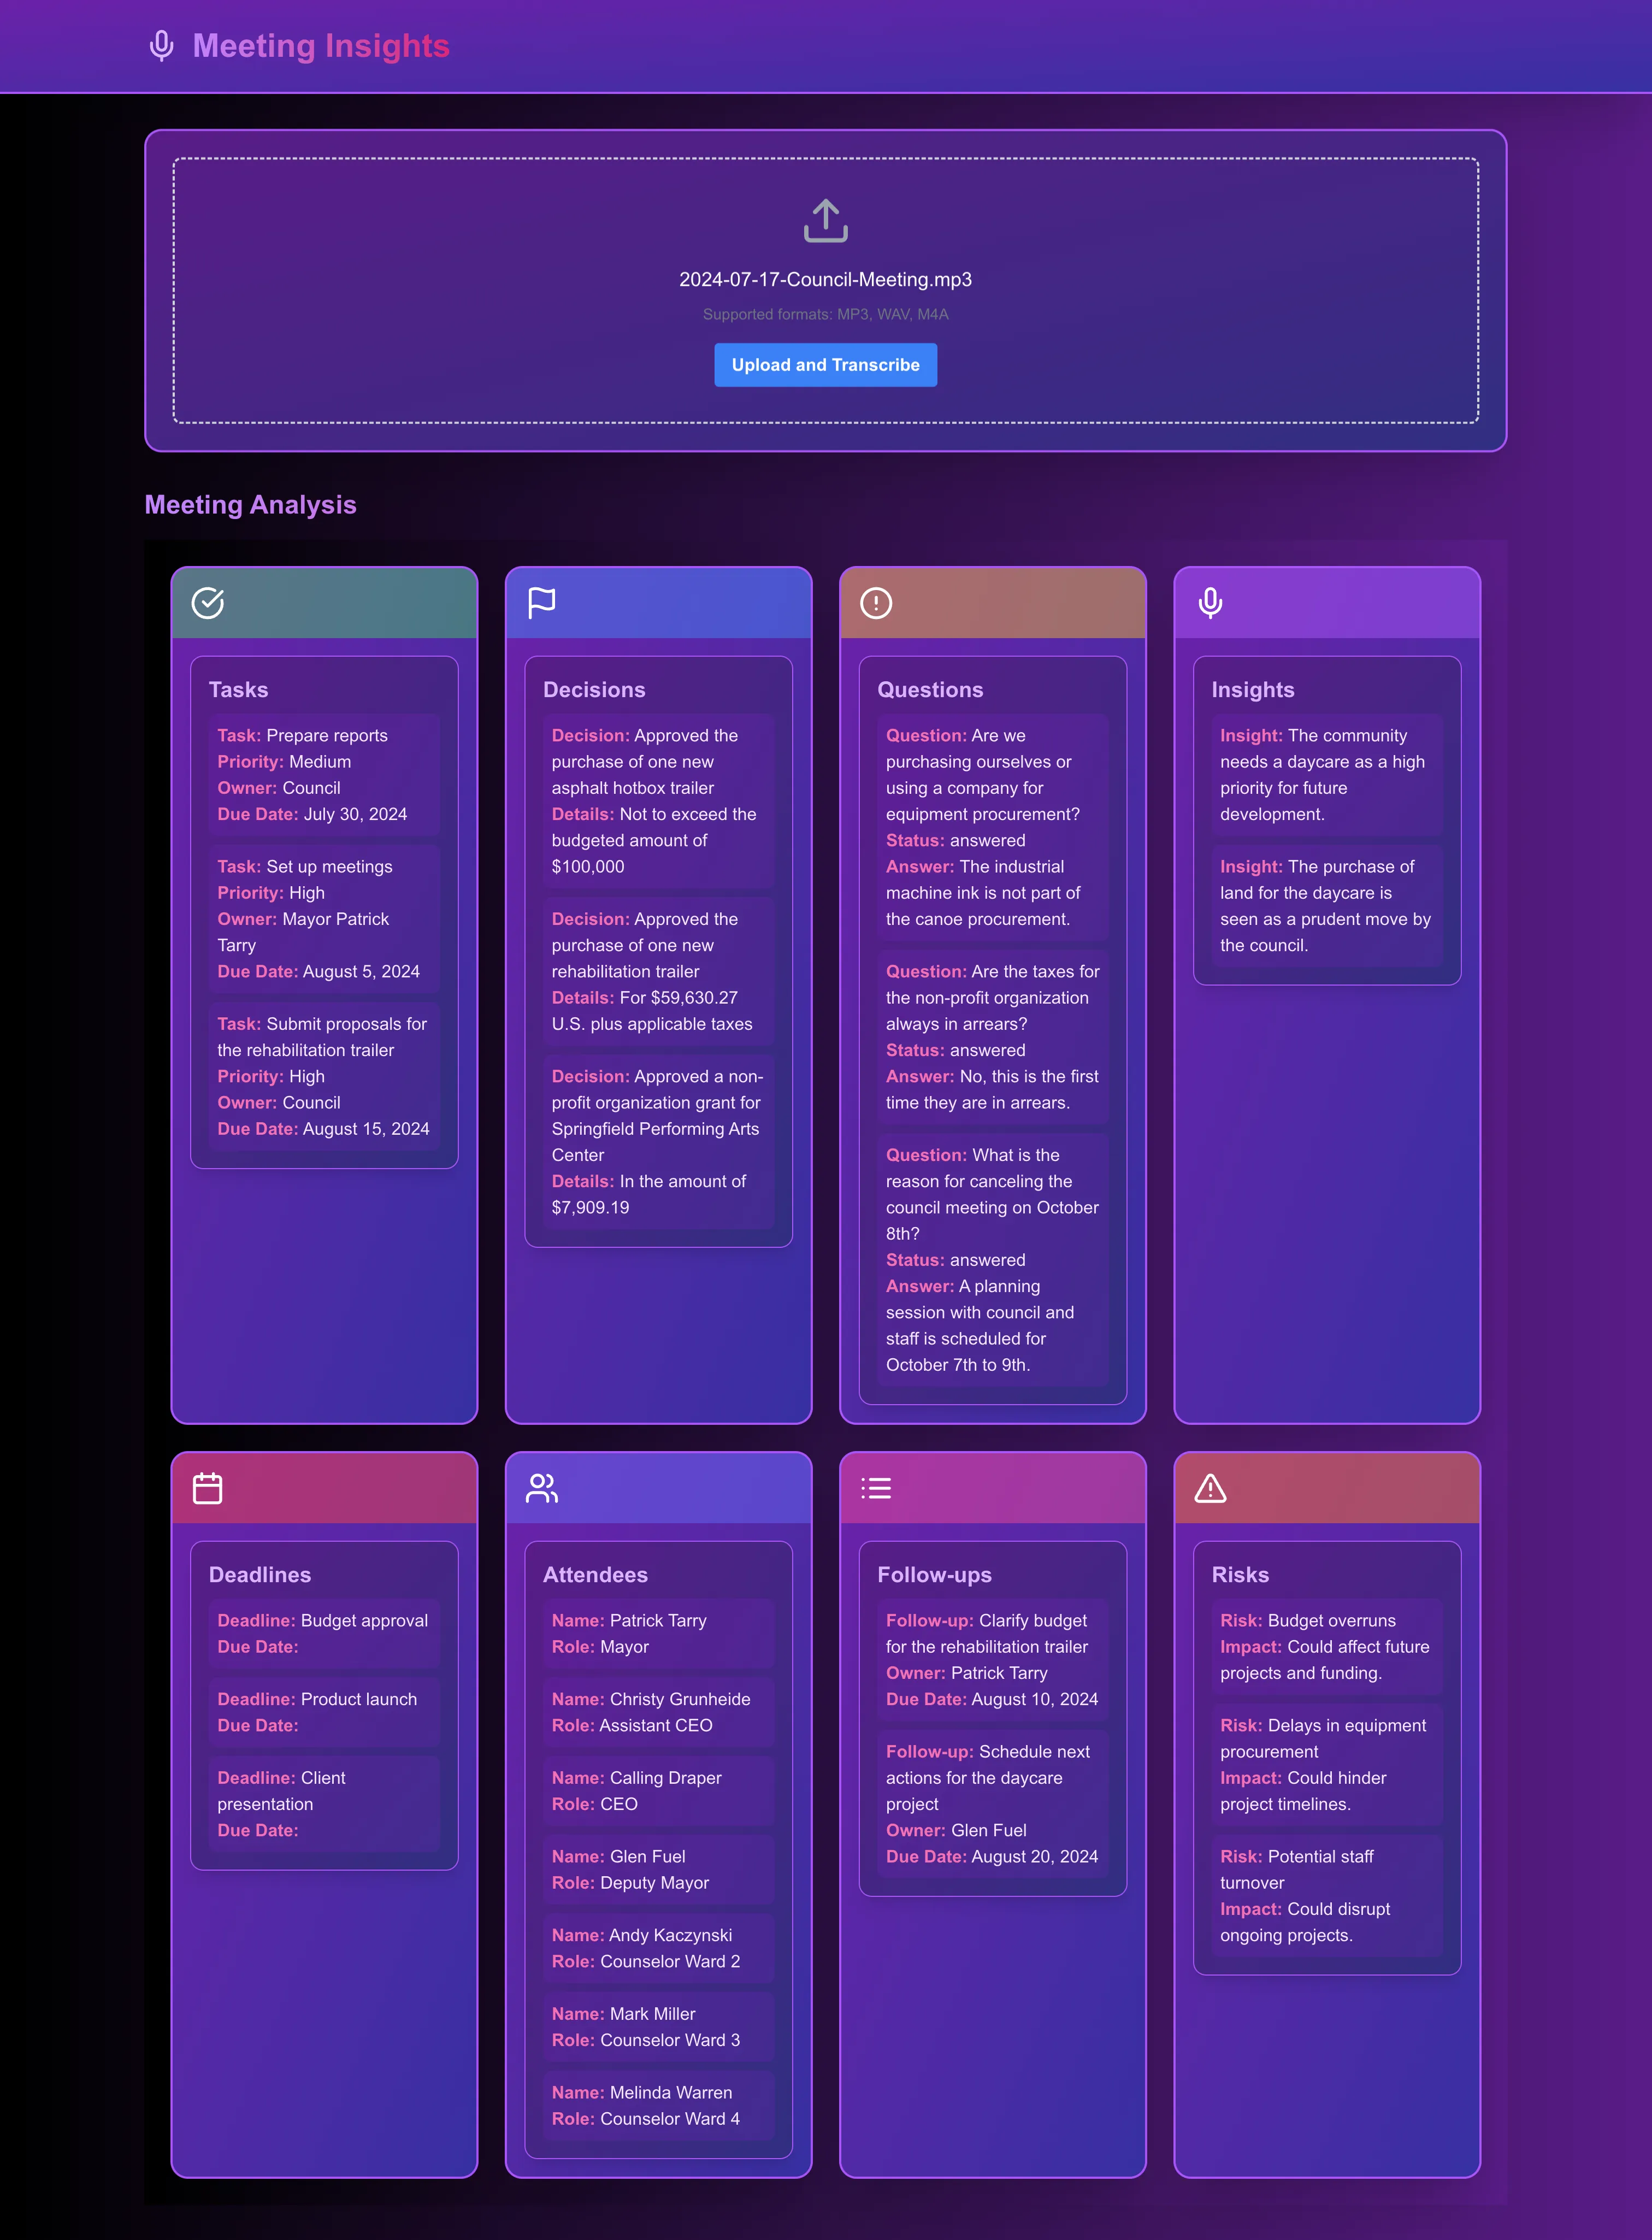 Meeting Insights
2024-07-17-Council-Meeting.mp3
Supported formats: MP3, WAV, M4A
Upload and Transcribe
Meeting Analysis
Tasks
Task: Prepare reports
Priority: Medium
Owner: Council
Due Date: July 30, 2024
Task: Set up meetings
Priority: High
Owner: Mayor Patrick
Tarry
Due Date: August 5, 2024
Task: Submit proposals for
the rehabilitation trailer
Priority: High
Owner: Council
Due Date: August 15, 2024
Decisions
Decision: Approved the
purchase of one new
asphalt hotbox trailer
Details: Not to exceed the
budgeted amount of
$100,000
Decision: Approved the
purchase of one new
rehabilitation trailer
Details: For $59,630.27
U.S. plus applicable taxes
Decision: Approved a non-
profit organization grant for
Springfield Performing Arts
Center
Details: In the amount of
$7,909.19
Questions
Question: Are we
purchasing ourselves or
using a company for
equipment procurement?
Status: answered
Answer: The industrial
machine ink is not part of
the canoe procurement.
Question: Are the taxes for
the non-profit organization
always in arrears?
Status: answered
Answer: No, this is the first
time they are in arrears.
Question: What is the
reason for canceling the
council meeting on October
8th?
Status: answered
Answer: A planning
session with council and
staff is scheduled for
October 7th to 9th.
Insights
Insight: The community
needs a daycare as a high
priority for future
development.
Insight: The purchase of
land for the daycare is
seen as a prudent move by
the council.
Deadlines
Deadline: Budget approval
Due Date:
Deadline: Product launch
Due Date:
Deadline: Client
presentation
Due Date:
Attendees
Name: Patrick Tarry
Role: Mayor
Name: Christy Grunheide
Role: Assistant CEO
Name: Calling Draper
Role: CEO
Name: Glen Fuel
Role: Deputy Mayor
Name: Andy Kaczynski
Role: Counselor Ward 2
Name: Mark Miller
Role: Counselor Ward 3
Name: Melinda Warren
Role: Counselor Ward 4
Follow-ups
Follow-up: Clarify budget
for the rehabilitation trailer
Owner: Patrick Tarry
Due Date: August 10, 2024
Follow-up: Schedule next
actions for the daycare
project
Owner: Glen Fuel
Due Date: August 20, 2024
Risks
Risk: Budget overruns
Impact: Could affect future
projects and funding.
Risk: Delays in equipment
procurement
Impact: Could hinder
project timelines.
Risk: Potential staff
turnover
Impact: Could disrupt
ongoing projects.